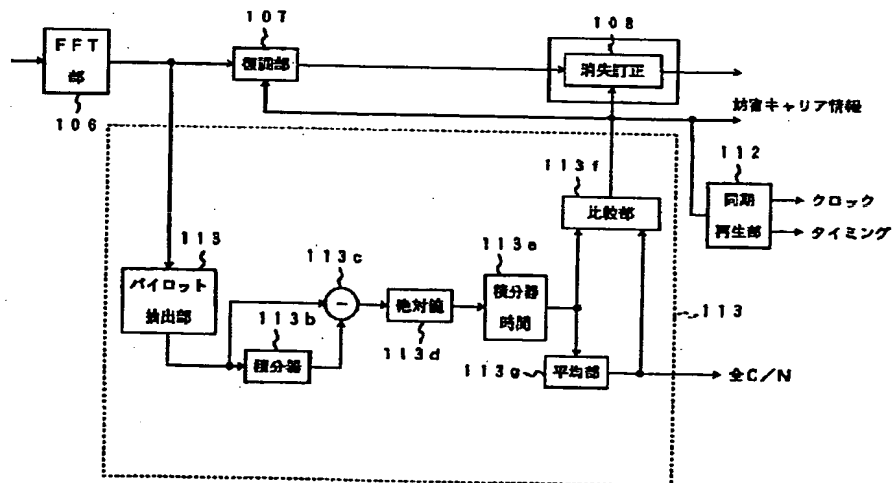 107
108
FFT
部
106
復調部
消失訂正
妨害キャリア情報
112
同期
再生部
クロック
タイミング
113f
比較部
113
パイロット
抽出部
113c
−
113b
積分器
絶対値
113d
113e
積分器
時間
113
113g
平均部
全C/N